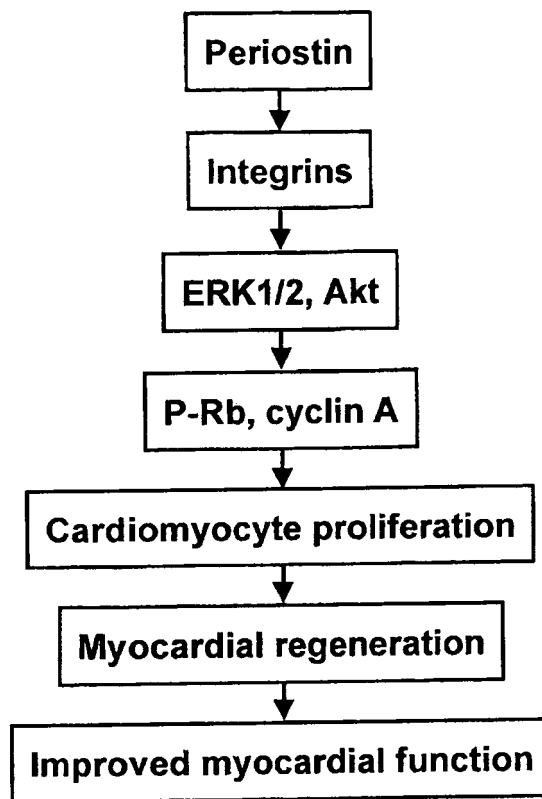 Periostin
Integrins
ERK1/2, Akt
P-Rb, cyclin A
Cardiomyocyte proliferation
Myocardial regeneration
Improved myocardial function